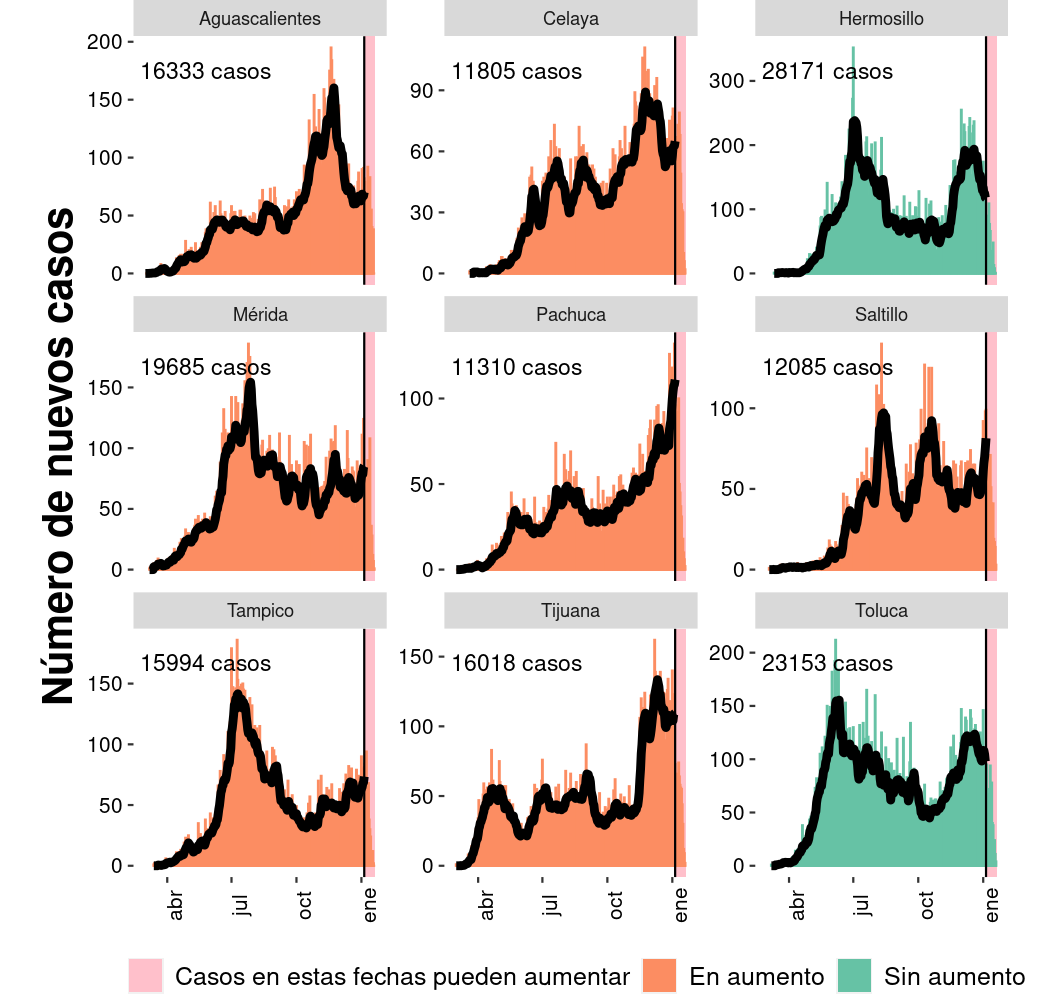 Número de nuevos casos
Aguascalientes
Celaya
Hermosillo
200
150
100
50
0
16333 casos
90
60
30
0
11805 casos
300
200
100
0
28171 casos
Mérida
Pachuca
Saltillo
150
100
50
0
19685 casos
100
50
0
11310 casos
100
50
0
12085 casos
Tampico
Tijuana
Toluca
150
100
50
0
15994 casos
150
100
50
0
16018 casos
200
150
100
50
0
23153 casos
abr jul oct ene
abr jul oct ene
abr jul oct ene
Casos en estas fechas pueden aumentar En aumento Sin aumento